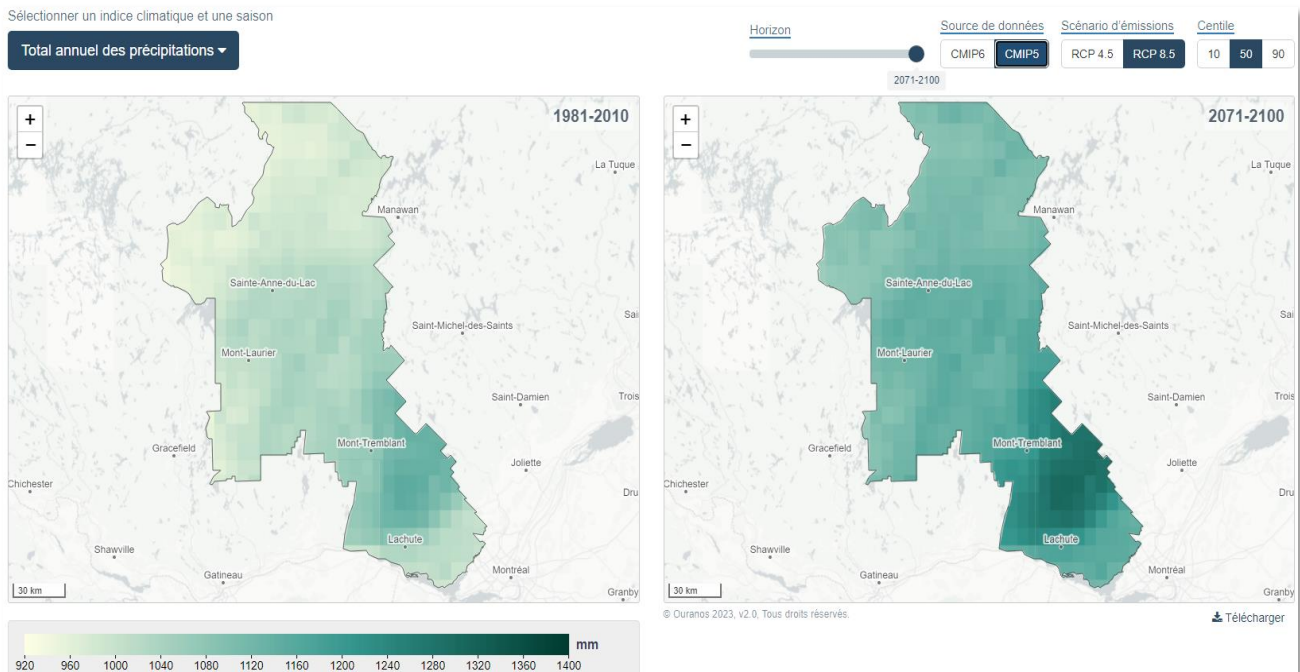 Sélectionner un indice climatique et une saison
Total annuel des précipitations
Horizon
2071-2100
Source de données
CMIP6 CMIP5
Scénario d'émissions
RCP 4.5 RCP 8.5
Centile
10 50 90
+
−
1981-2010
La Tuque
Manawan
Sainte-Anne-du-Lac
Saint-Michel-des-Saints
Sai
Mont-Laurier
Saint-Damien
Trois
Mont-Tremblant
Gracefield
Joliette
Chichester
Dru
Lachute
Shawville
Montréal
Gatineau
30 km
Granby
+
−
2071-2100
La Tuque
Manawan
Sainte-Anne-du-Lac
Saint-Michel-des-Saints
Sai
Mont-Laurier
Saint-Damien
Trois
Mont-Tremblant
Gracefield
Joliette
Chichester
Dru
Lachute
Shawville
Montréal
Gatineau
30 km
Granby
© Ouranos 2023, v2.0, Tous droits réservés.
Télécharger
mm
920 960 1000 1040 1080 1120 1160 1200 1240 1280 1320 1360 1400